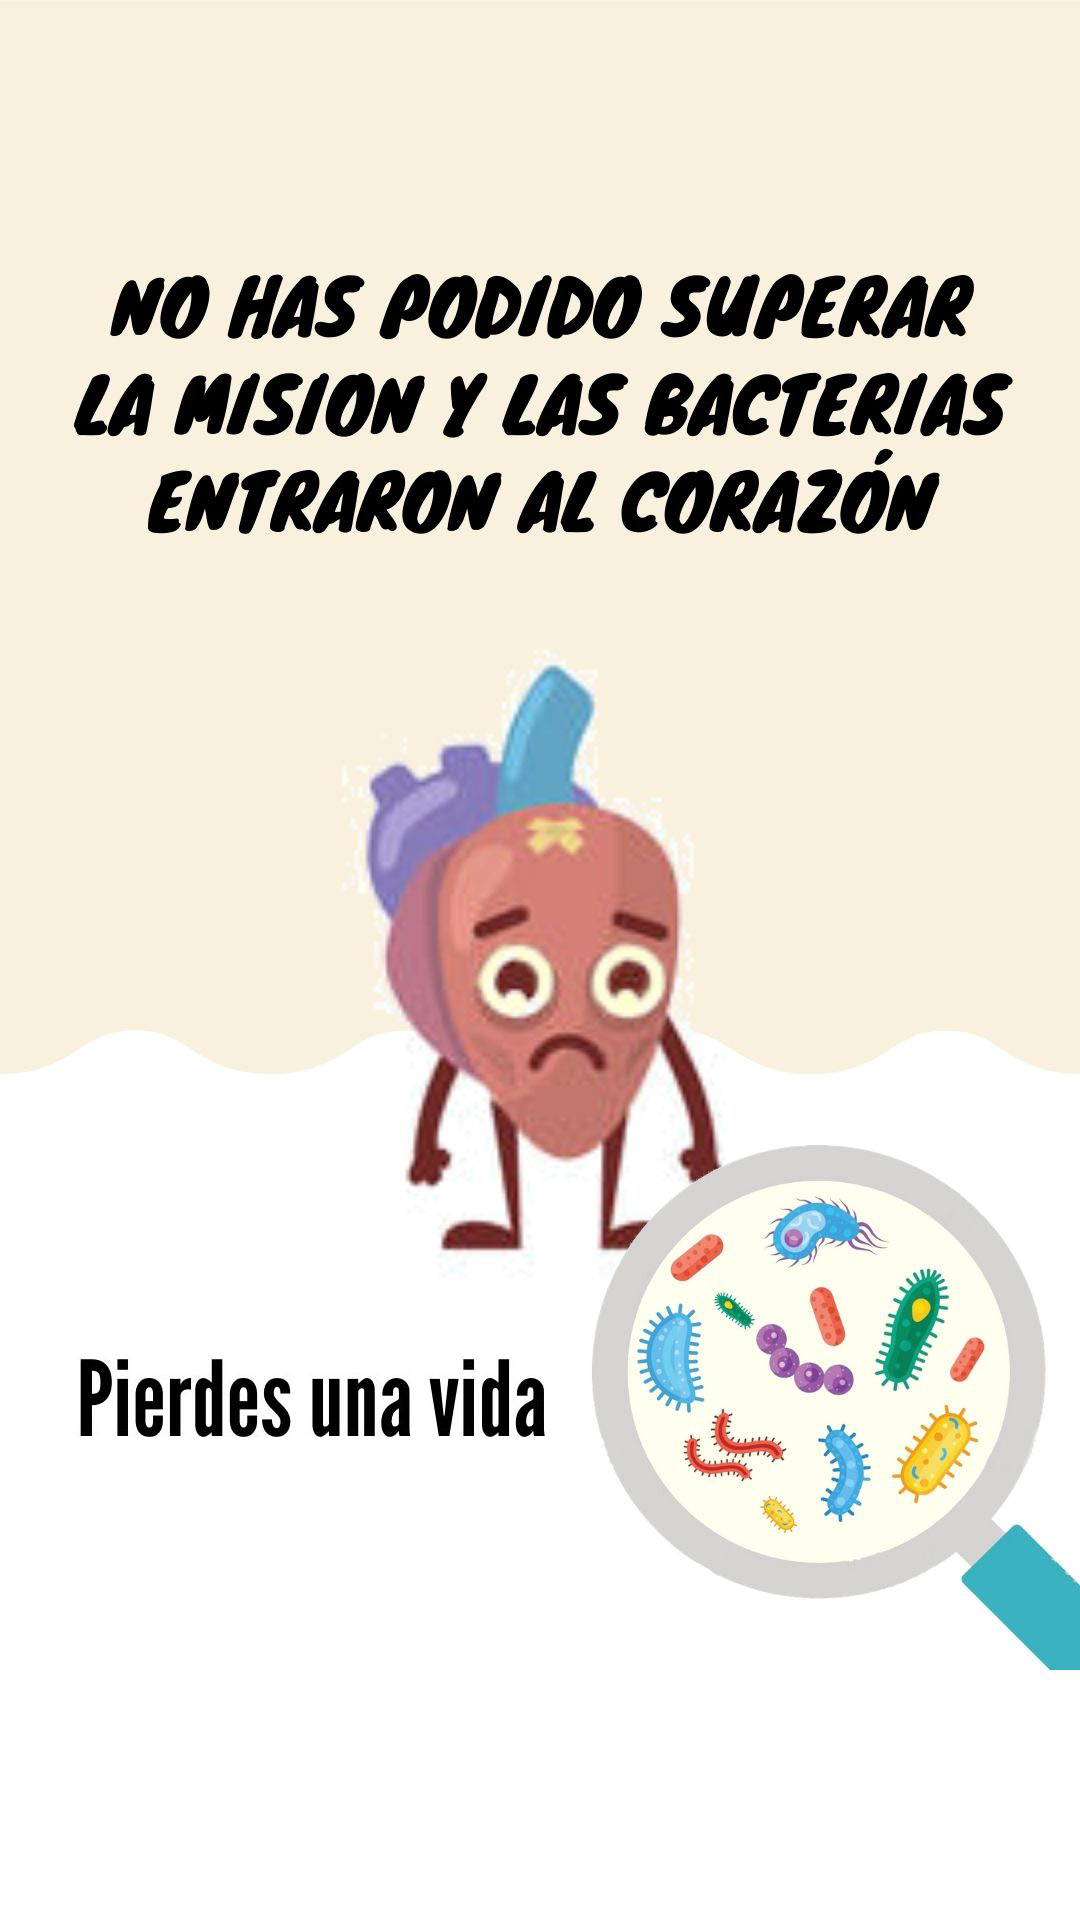 NO HAS PODIDO SUPERAR
LA MISION Y LAS BACTERIAS
ENTRARON AL CORAZÓN
Pierdes una vida